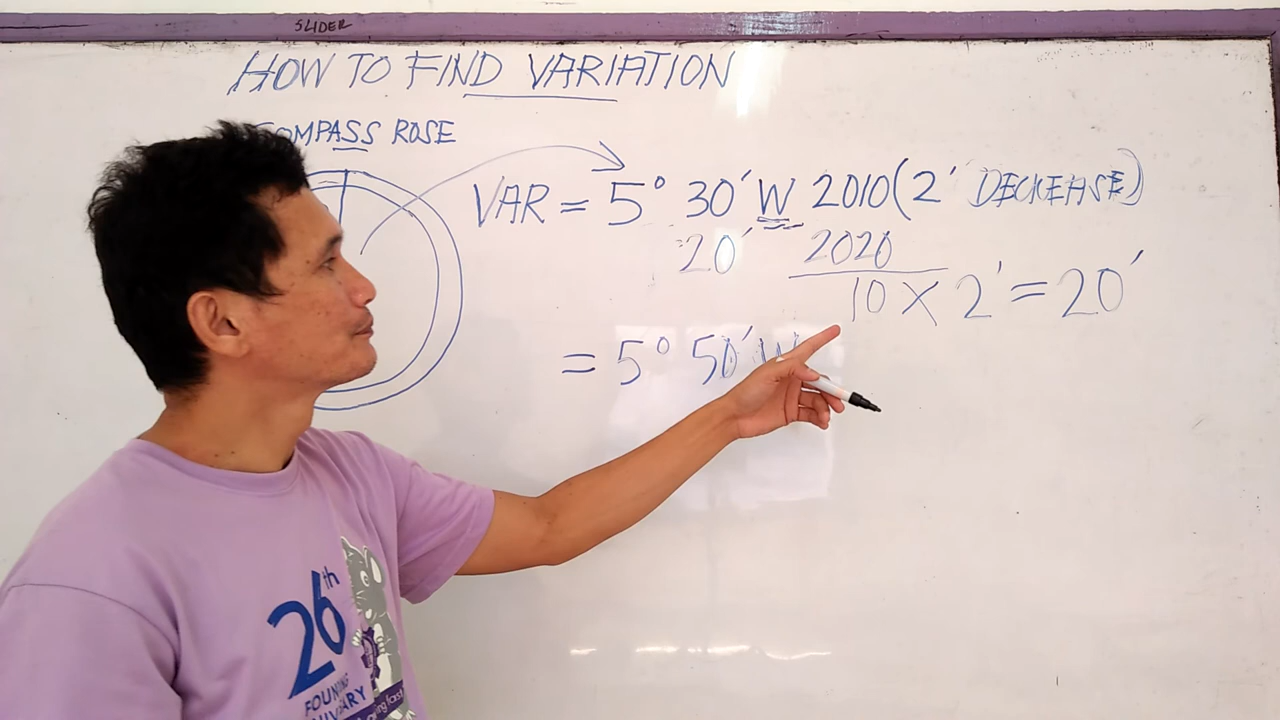 SLIDER
HOW TO FIND VARIATION
COMPASS ROSE
VAR = 5° 30′ W 2010 (2′ DECREASE)
20′ 2020
10 X 2′ = 20′
= 5° 50′ W
26th